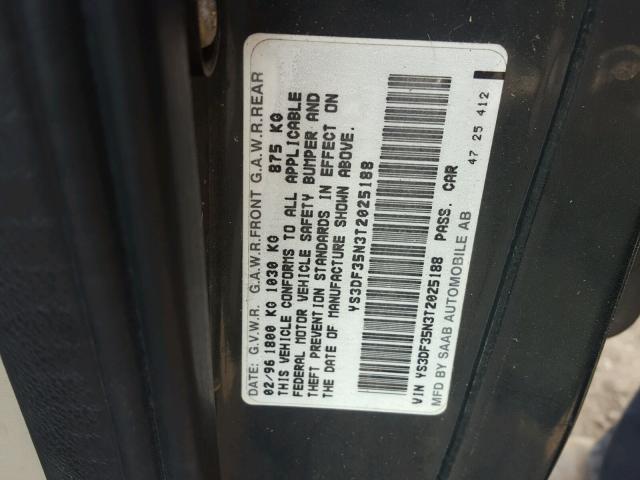 DATE: G.V.W.R. G.A.W.R.FRONT G.A.W.R.REAR
02/96 1800 KG 1030 KG 875 KG
THIS VEHICLE CONFORMS TO ALL APPLICABLE
FEDERAL MOTOR VEHICLE SAFETY BUMPER AND
THEFT PREVENTION STANDARDS IN EFFECT ON
THE DATE OF MANUFACTURE SHOWN ABOVE.
YS3DF35N3T2025188
VIN YS3DF35N3T2025188 PASS. CAR
MFD BY SAAB AUTOMOBILE AB
47 25 412